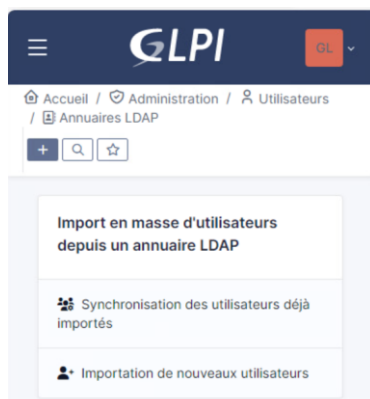 GLPI
GL
Accueil / Administration / Utilisateurs
/ Annuaires LDAP
Import en masse d'utilisateurs
depuis un annuaire LDAP
Synchronisation des utilisateurs déjà
importés
Importation de nouveaux utilisateurs